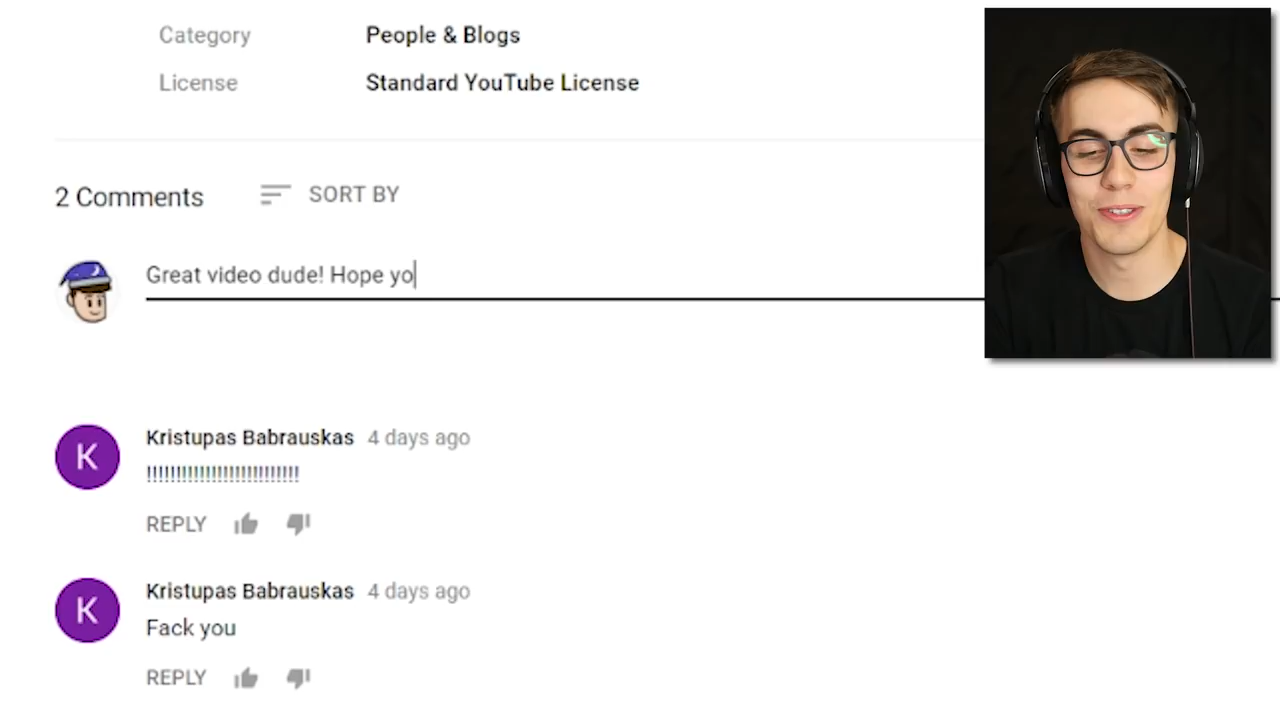 Category People & Blogs
License Standard YouTube License
2 Comments SORT BY
Great video dude! Hope yo
K
Kristupas Babrauskas 4 days ago
!!!!!!!!!!!!!!!!!!!!!!!!!!
REPLY
K
Kristupas Babrauskas 4 days ago
Fack you
REPLY